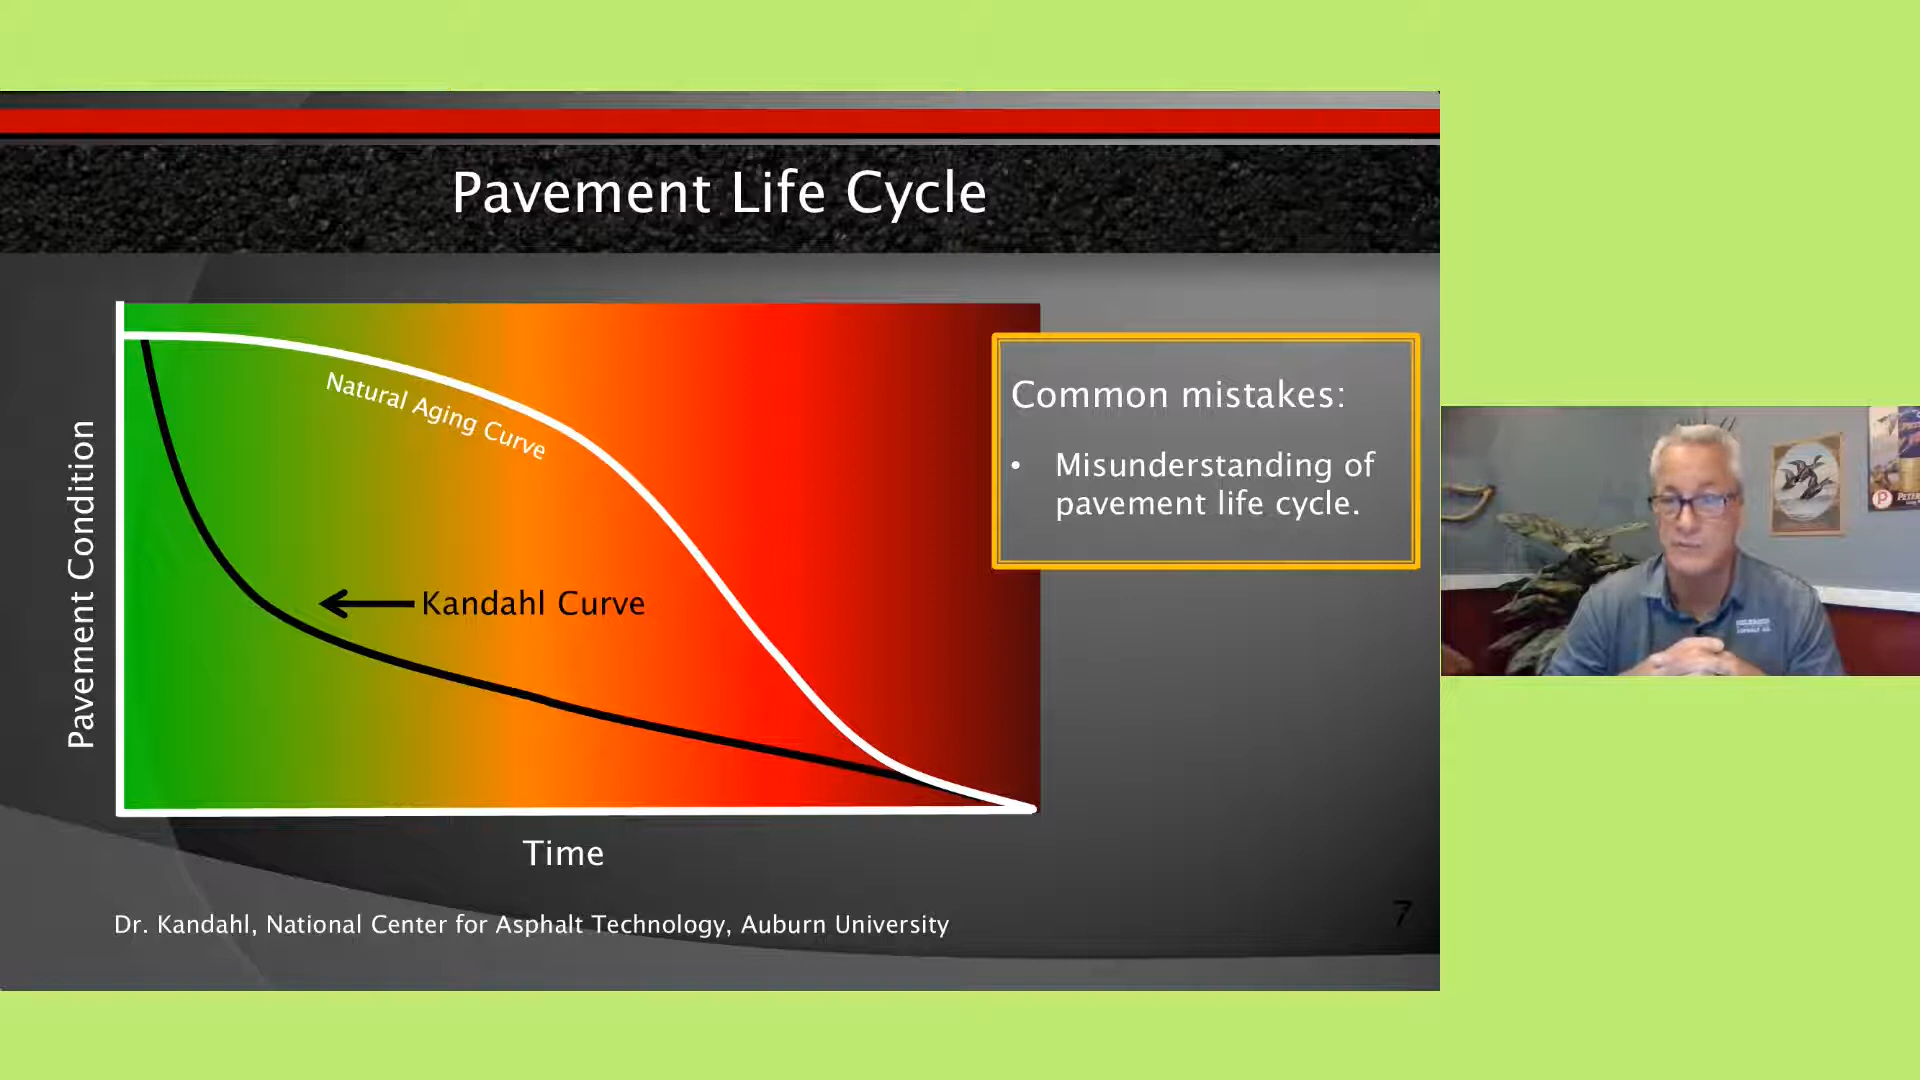 Pavement Life Cycle
Natural Aging Curve
Common mistakes:
• Misunderstanding of
pavement life cycle.
Pavement Condition
Kandahl Curve
Time
Dr. Kandahl, National Center for Asphalt Technology, Auburn University
7